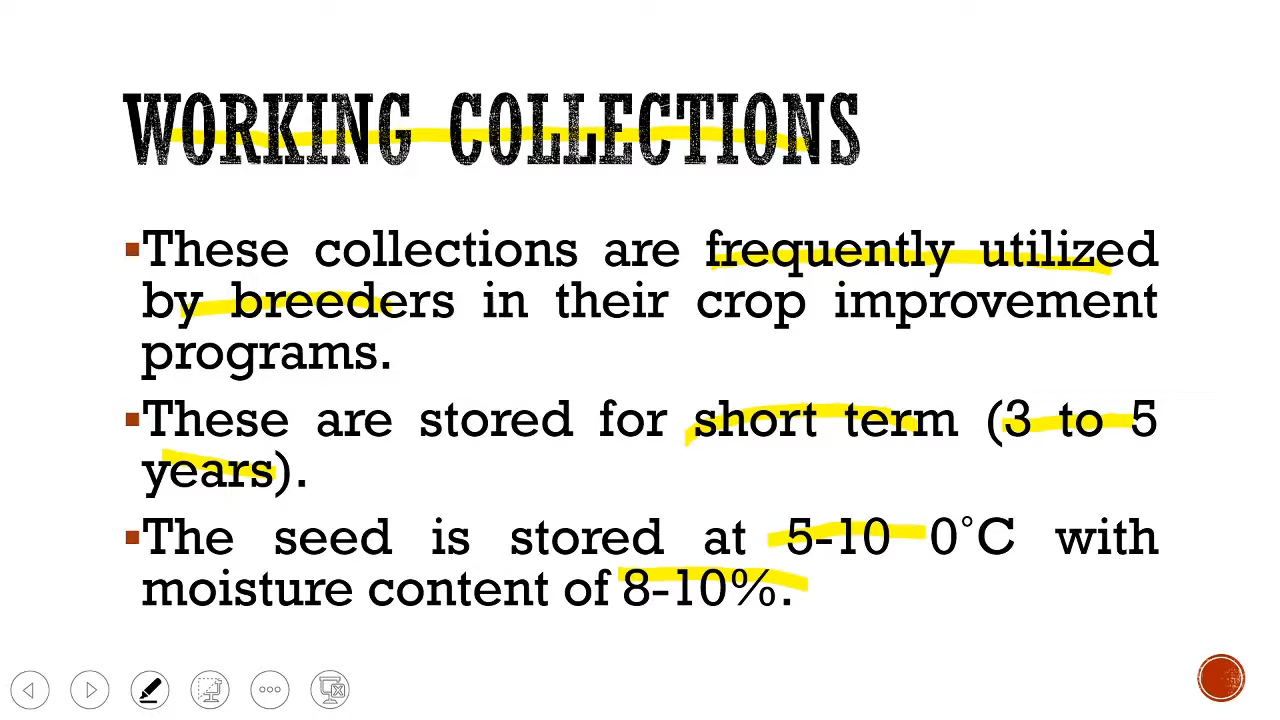 WORKING COLLECTIONS
▪These collections are frequently utilized
by breeders in their crop improvement
programs.
▪These are stored for short term (3 to 5
years).
▪The seed is stored at 5-10 0°C with
moisture content of 8-10%.